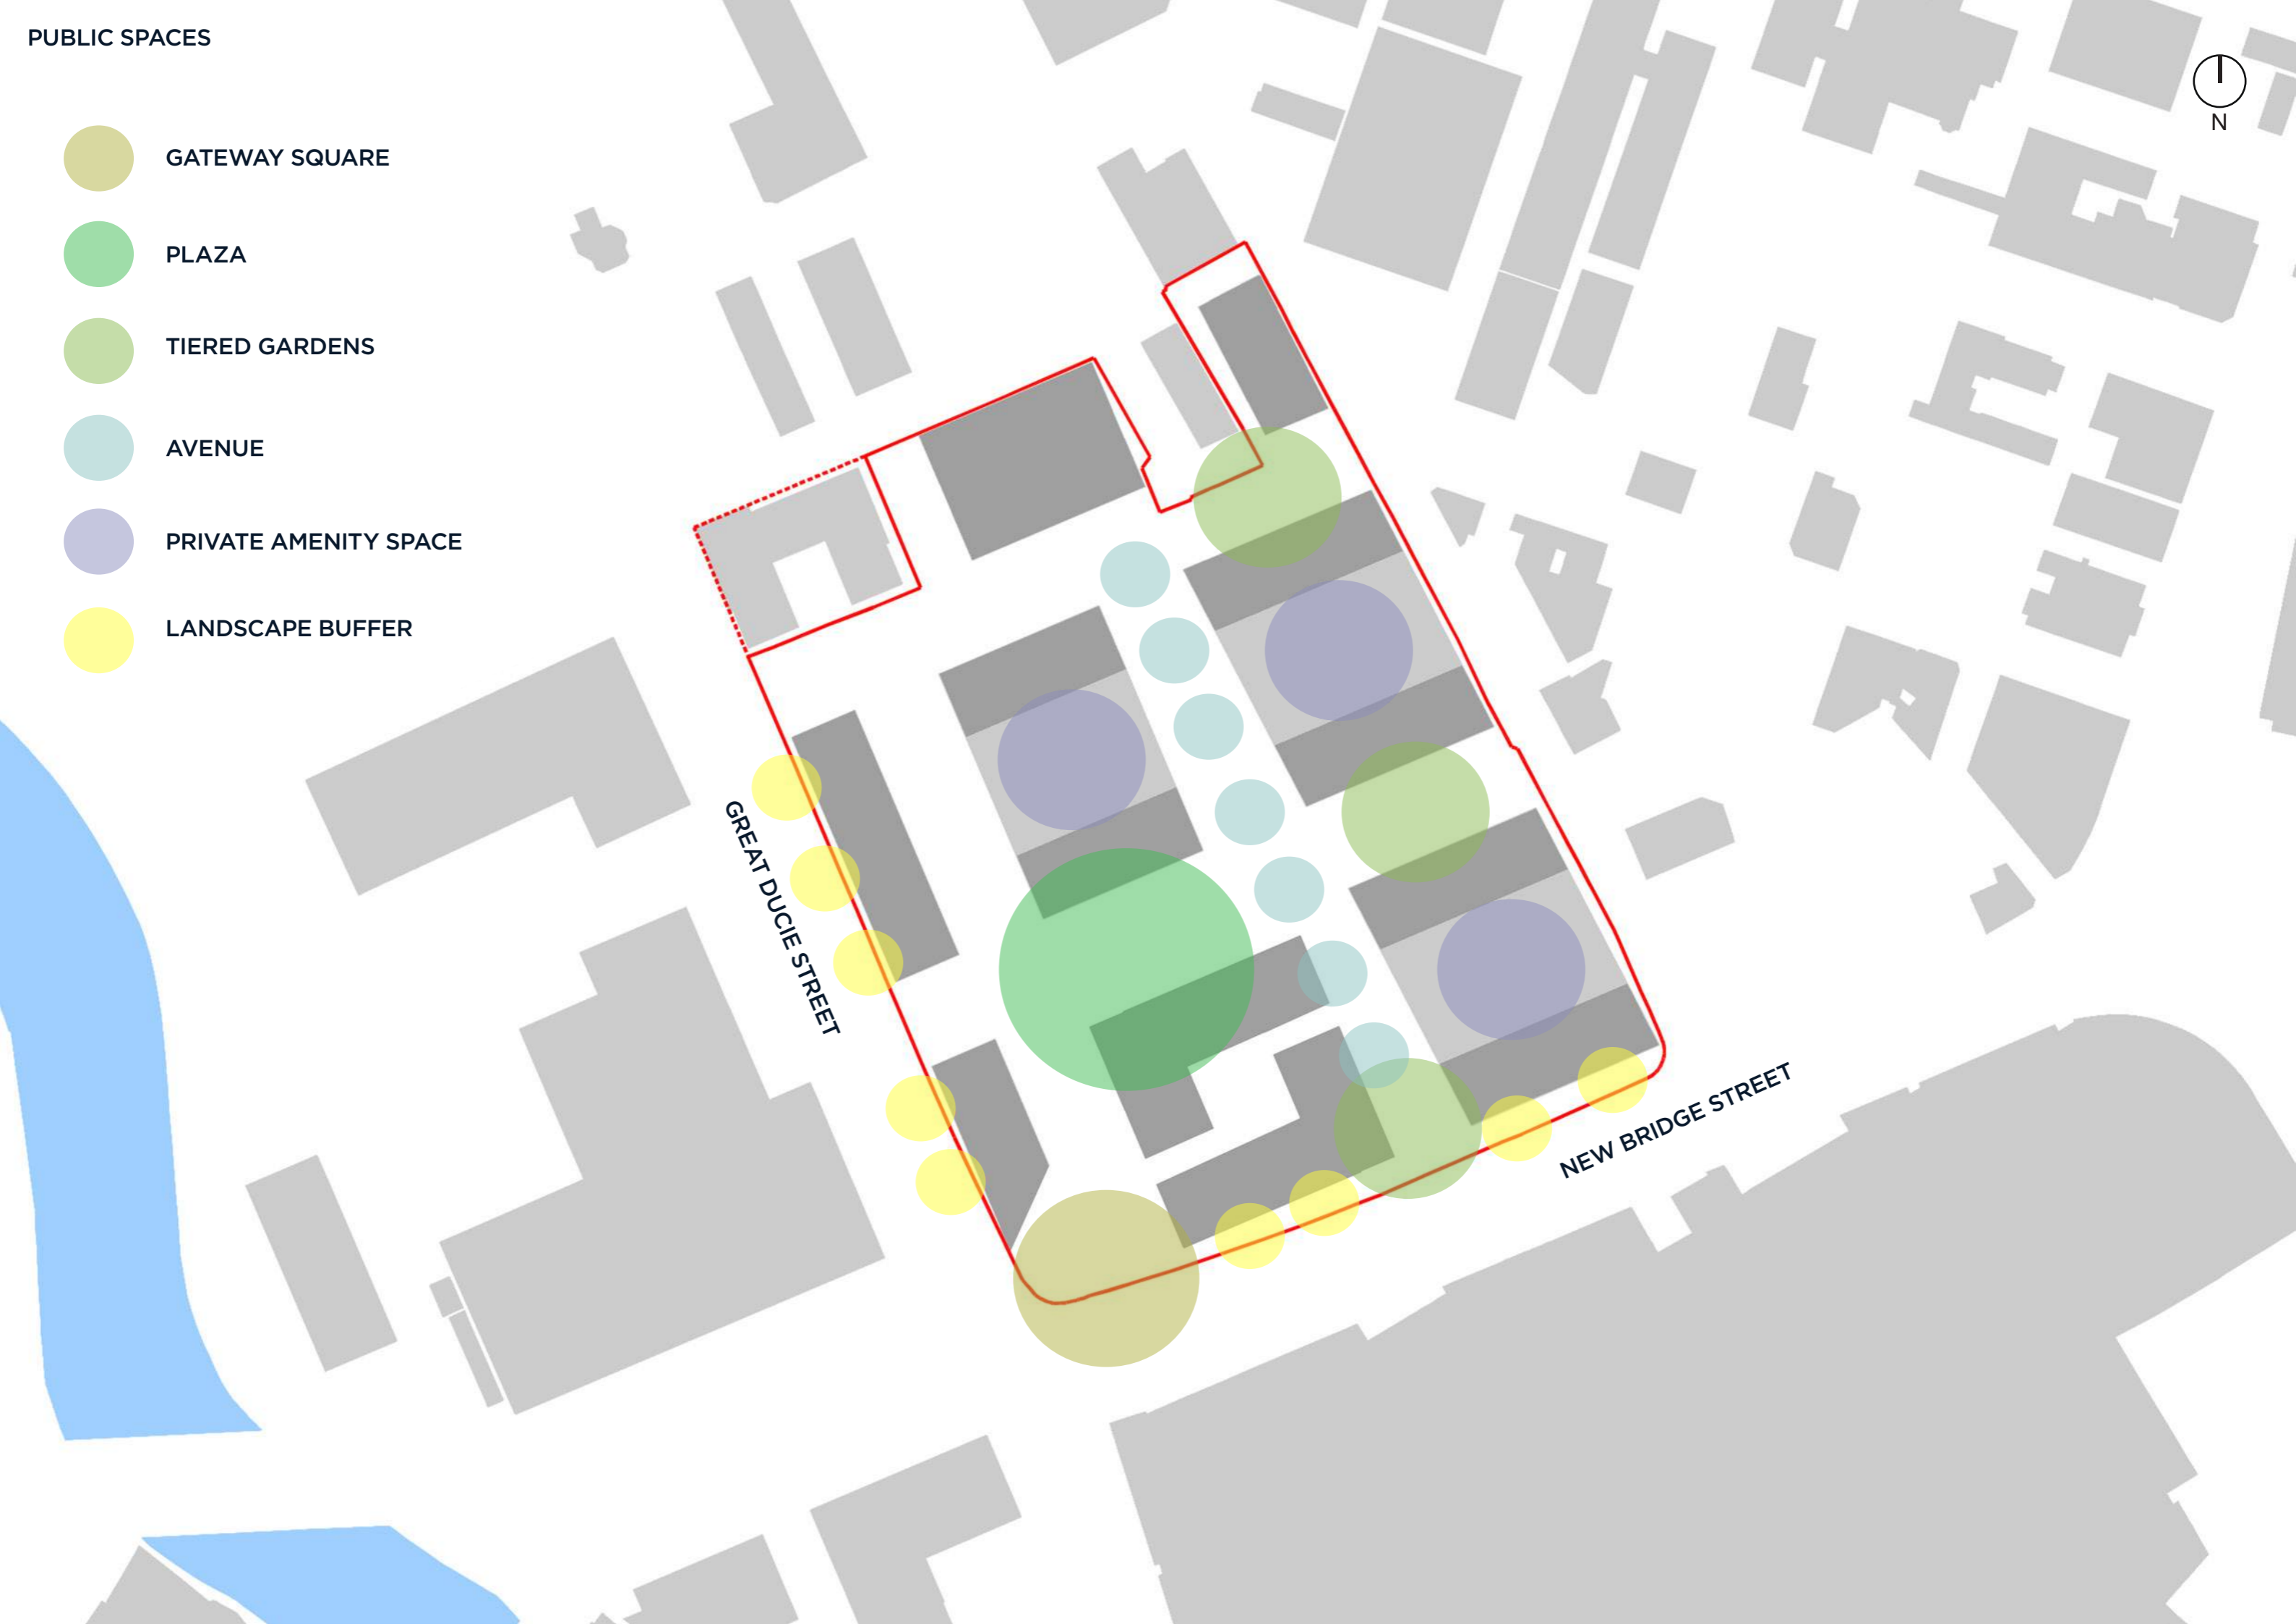 PUBLIC SPACES
GATEWAY SQUARE
PLAZA
TIERED GARDENS
AVENUE
PRIVATE AMENITY SPACE
LANDSCAPE BUFFER
N
GREAT DUCIE STREET
NEW BRIDGE STREET